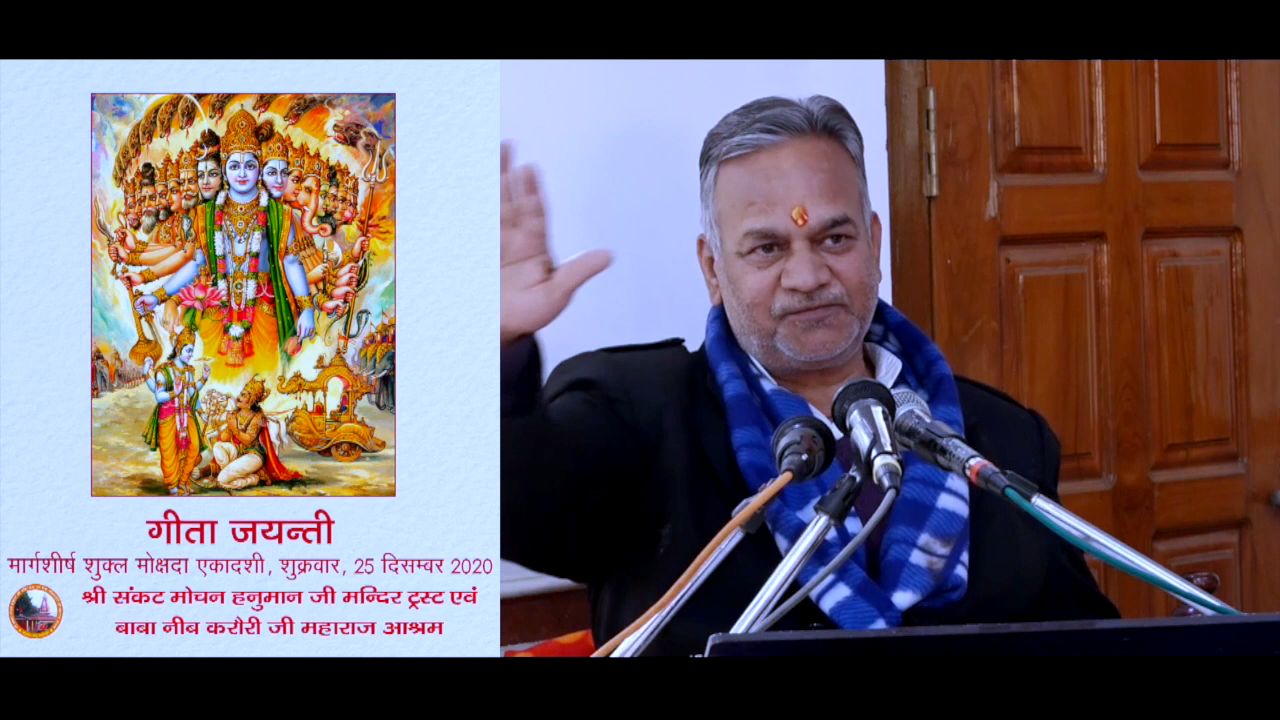 गीता जयन्ती
मार्गशीर्ष शुक्ल मोक्षदा एकादशी, शुक्रवार, 25 दिसम्बर 2020
श्री संकट मोचन हनुमान जी मन्दिर ट्रस्ट एवं
बाबा नीब करौरी जी महाराज आश्रम